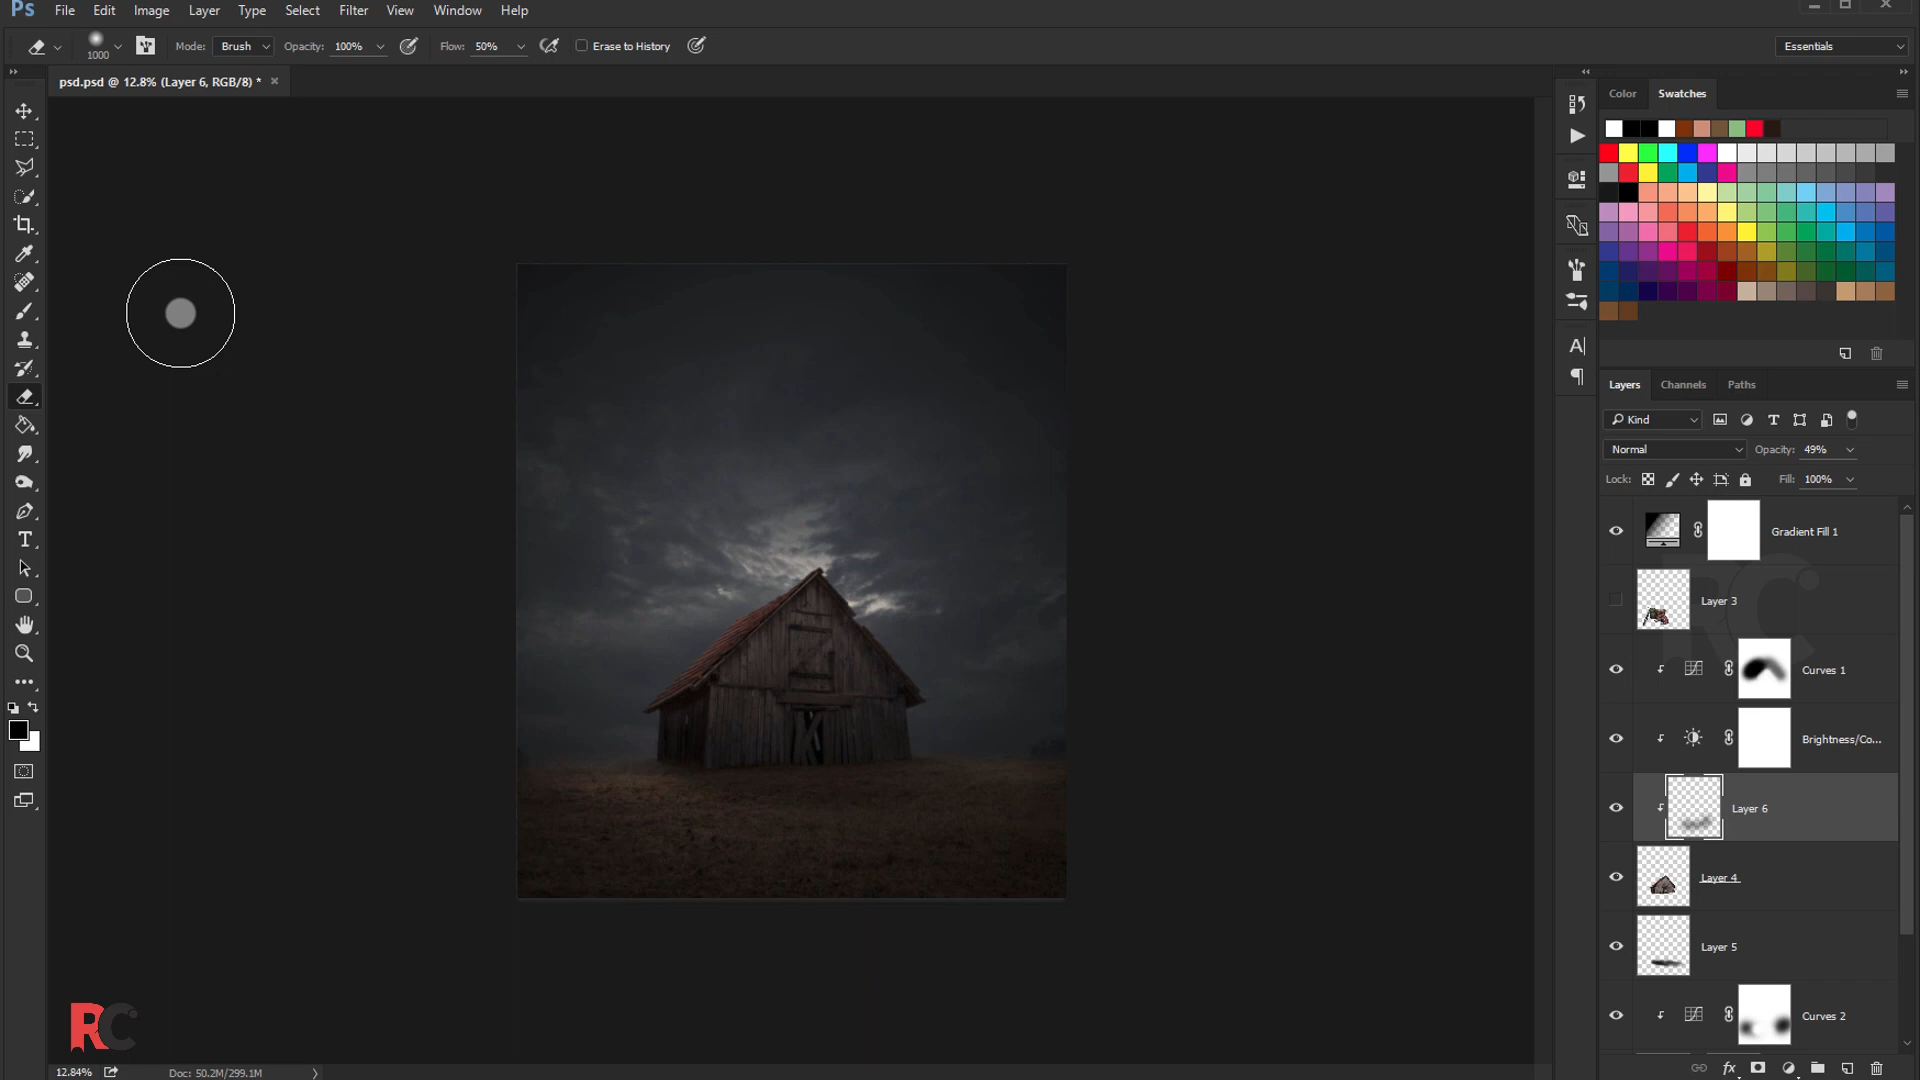 Ps File Edit Image Layer Type Select Filter View Window Help
1000 Mode: Brush Opacity: 100% Flow: 50% Erase to History Essentials
psd.psd @ 12.8% (Layer 6, RGB/8) *
Color Swatches
Layers Channels Paths
Kind
Normal Opacity: 49%
Lock: Fill: 100%
Gradient Fill 1
Layer 3
Curves 1
Brightness/Co...
Layer 6
Layer 4
Layer 5
Curves 2
RC
RC
12.84% Doc: 50.2M/299.1M
fx